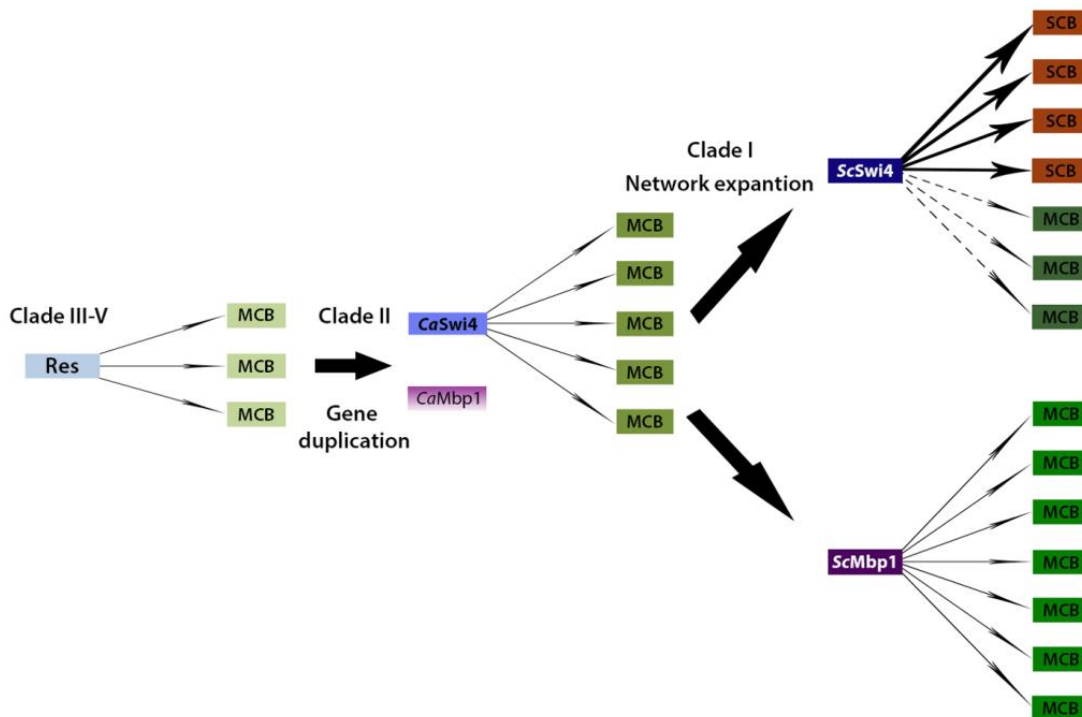 Clade III-V
Res
MCB
MCB
MCB
Clade II
Gene
duplication
CaSwi4
CaMbp1
MCB
MCB
MCB
MCB
MCB
Clade I
Network expantion
ScSwi4
SCB
SCB
SCB
SCB
MCB
MCB
MCB
ScMbp1
MCB
MCB
MCB
MCB
MCB
MCB
MCB